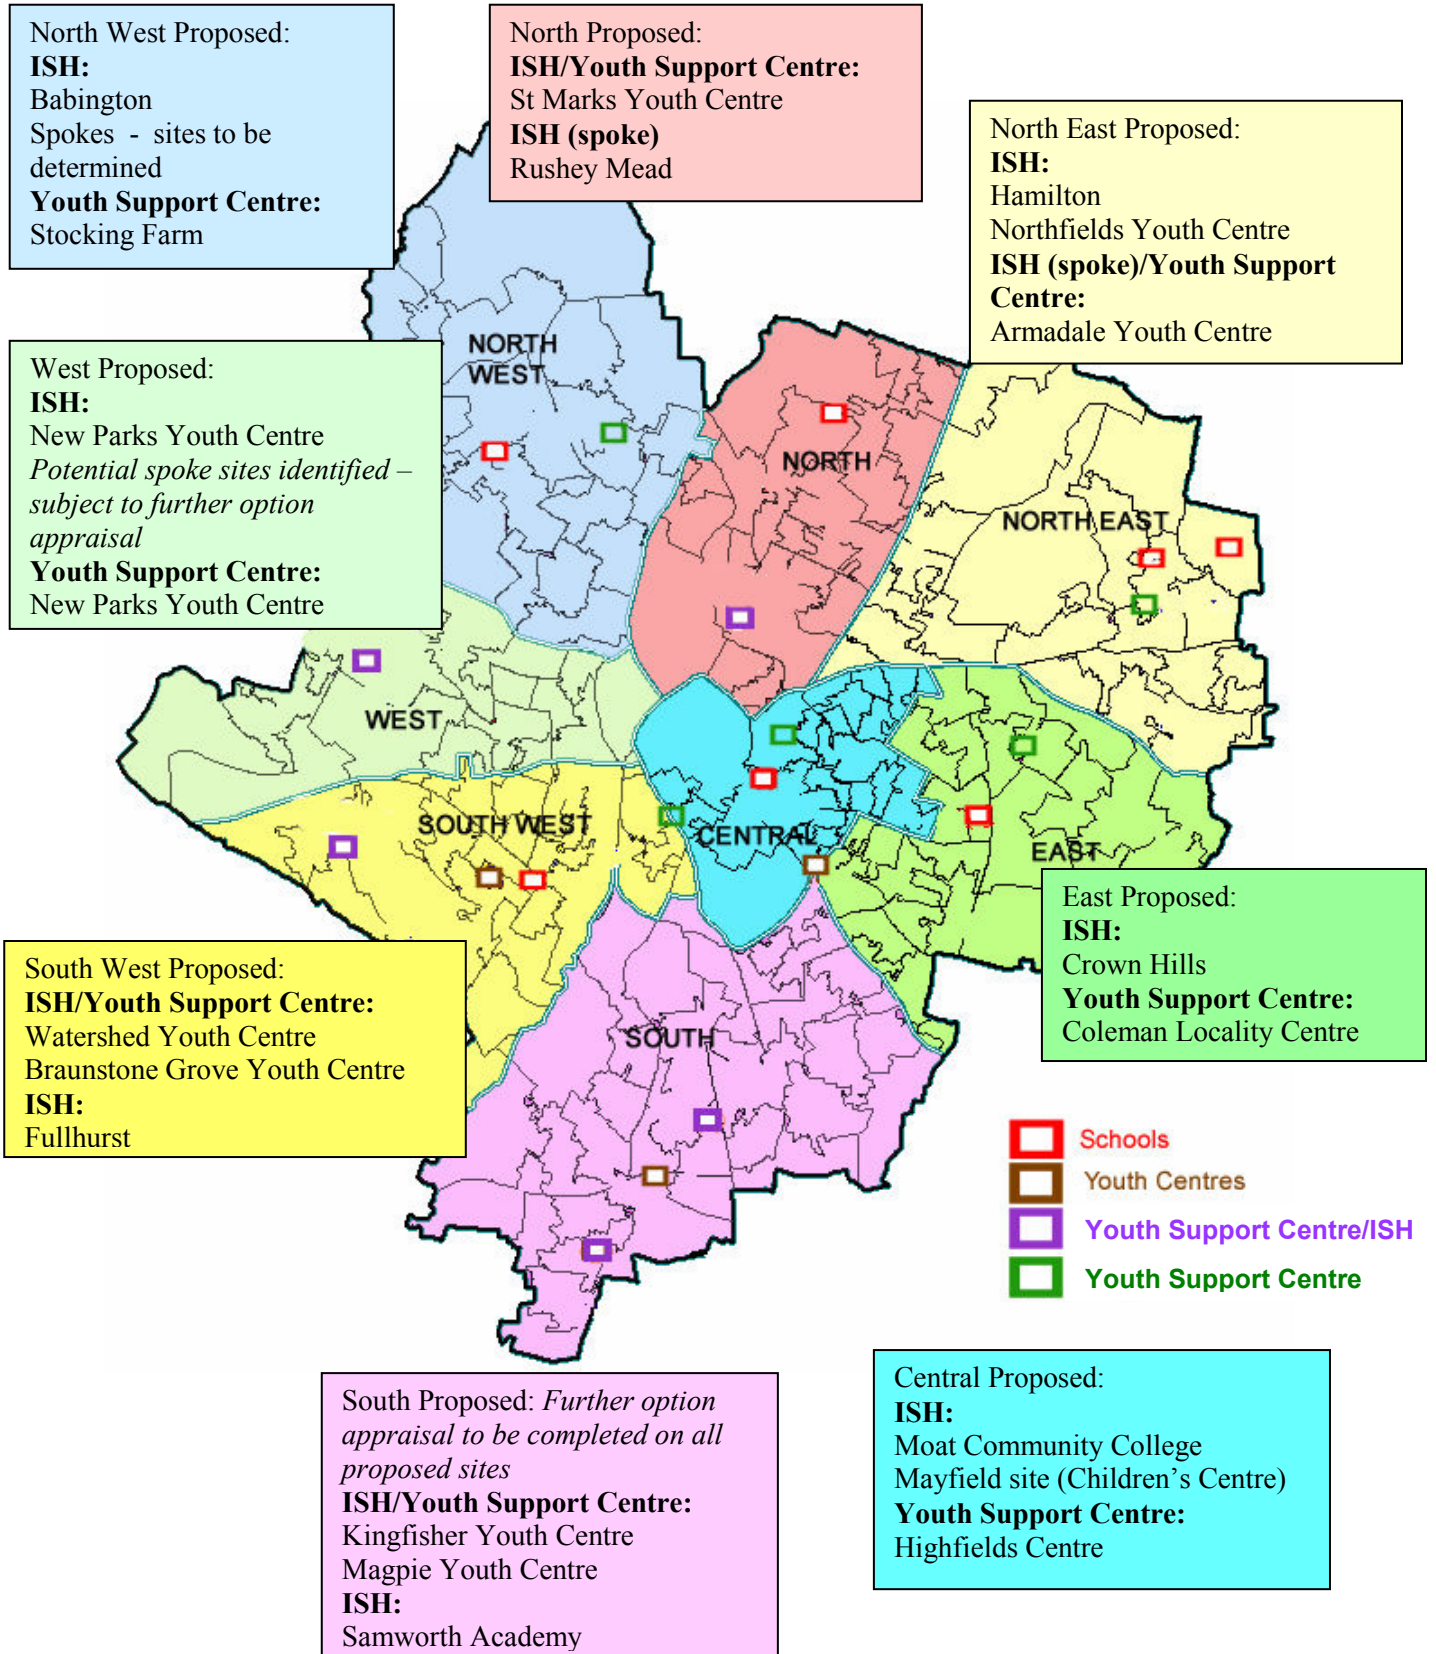 North West Proposed:
ISH:
Babington
Spokes - sites to be
determined
Youth Support Centre:
Stocking Farm
North Proposed:
ISH/Youth Support Centre:
St Marks Youth Centre
ISH (spoke)
Rushey Mead
North East Proposed:
ISH:
Hamilton
Northfields Youth Centre
ISH (spoke)/Youth Support
Centre:
Armadale Youth Centre
West Proposed:
ISH:
New Parks Youth Centre
Potential spoke sites identified –
subject to further option
appraisal
Youth Support Centre:
New Parks Youth Centre
NORTH
WEST
NORTH
NORTH EAST
WEST
SOUTH WEST
CENTRAL
EAST
SOUTH
East Proposed:
ISH:
Crown Hills
Youth Support Centre:
Coleman Locality Centre
South West Proposed:
ISH/Youth Support Centre:
Watershed Youth Centre
Braunstone Grove Youth Centre
ISH:
Fullhurst
Schools
Youth Centres
Youth Support Centre/ISH
Youth Support Centre
South Proposed: Further option
appraisal to be completed on all
proposed sites
ISH/Youth Support Centre:
Kingfisher Youth Centre
Magpie Youth Centre
ISH:
Samworth Academy
Central Proposed:
ISH:
Moat Community College
Mayfield site (Children’s Centre)
Youth Support Centre:
Highfields Centre